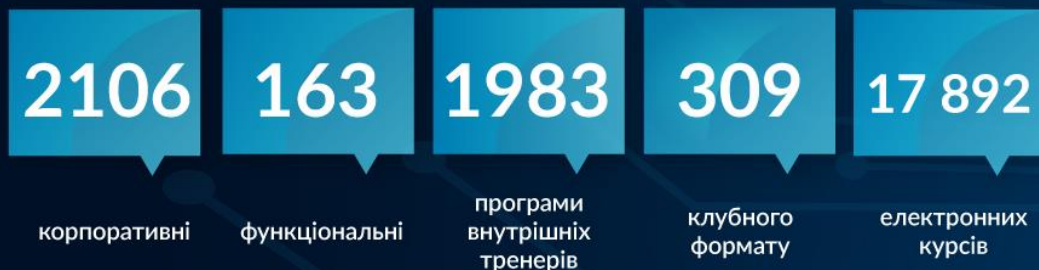 2106
163
1983
309
17 892
корпоративні
функціональні
програми
внутрішніх
тренерів
клубного
формату
електронних
курсів